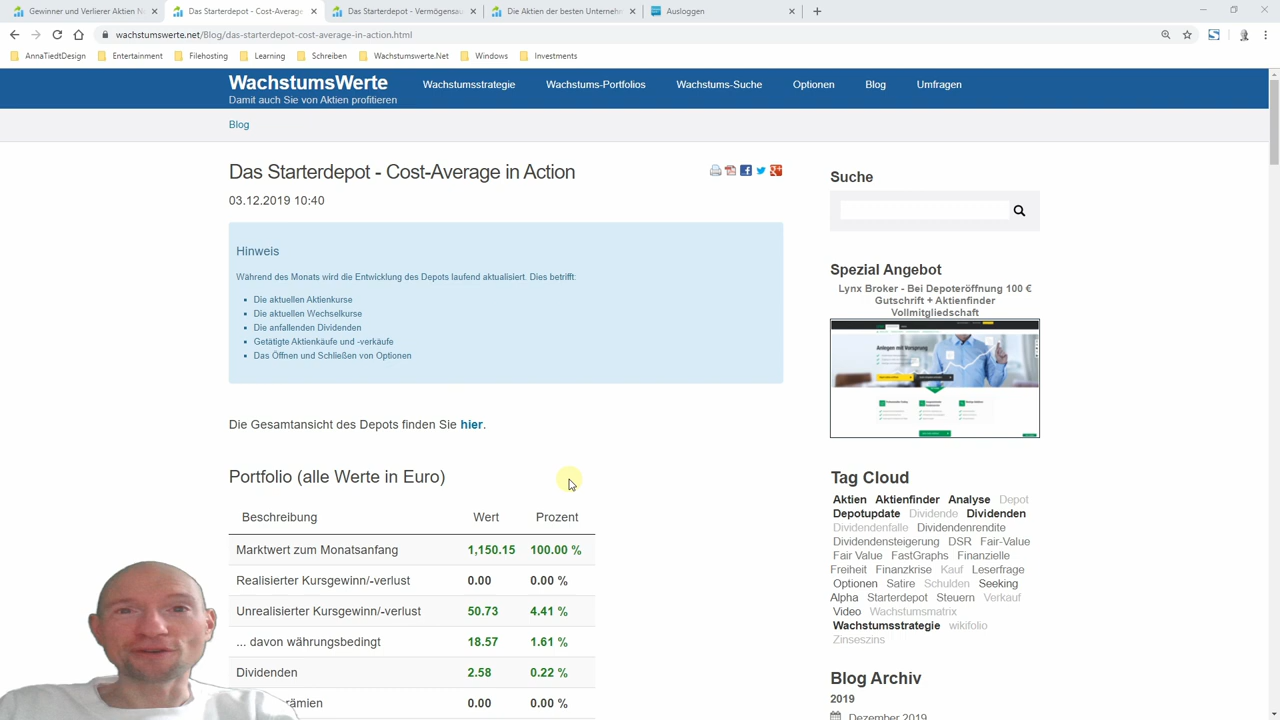 Gewinner und Verlierer Aktien N
Das Starterdepot - Cost-Average
Das Starterdepot - Vermögensau
Die Aktien der besten Unternehm
Ausloggen
wachstumswerte.net/Blog/das-starterdepot-cost-average-in-action.html
AnnaTiedtDesign
Entertainment
Filehosting
Learning
Schreiben
Wachstumswerte.Net
Windows
Investments
WachstumsWerte
Damit auch Sie von Aktien profitieren
Wachstumsstrategie
Wachstums-Portfolios
Wachstums-Suche
Optionen
Blog
Umfragen
Blog
Das Starterdepot - Cost-Average in Action
03.12.2019 10:40
Hinweis
Während des Monats wird die Entwicklung des Depots laufend aktualisiert. Dies betrifft:
Die aktuellen Aktienkurse
Die aktuellen Wechselkurse
Die anfallenden Dividenden
Getätigte Aktienkäufe und -verkäufe
Das Öffnen und Schließen von Optionen
Die Gesamtansicht des Depots finden Sie hier.
Portfolio (alle Werte in Euro)
Beschreibung Wert Prozent
Marktwert zum Monatsanfang 1,150.15 100.00 %
Realisierter Kursgewinn/-verlust 0.00 0.00 %
Unrealisierter Kursgewinn/-verlust 50.73 4.41 %
... davon währungsbedingt 18.57 1.61 %
Dividenden 2.58 0.22 %
rämien 0.00 0.00 %
Suche
Spezial Angebot
Lynx Broker - Bei Depoteröffnung 100 €
Gutschrift + Aktienfinder
Vollmitgliedschaft
Anlegen mit Vorsprung
Tag Cloud
Aktien Aktienfinder Analyse Depot
Depotupdate Dividende Dividenden
Dividendenfalle Dividendenrendite
Dividendensteigerung DSR Fair-Value
Fair Value FastGraphs Finanzielle
Freiheit Finanzkrise Kauf Leserfrage
Optionen Satire Schulden Seeking
Alpha Starterdepot Steuern Verkauf
Video Wachstumsmatrix
Wachstumsstrategie wikifolio
Zinseszins
Blog Archiv
2019
Dezember 2019